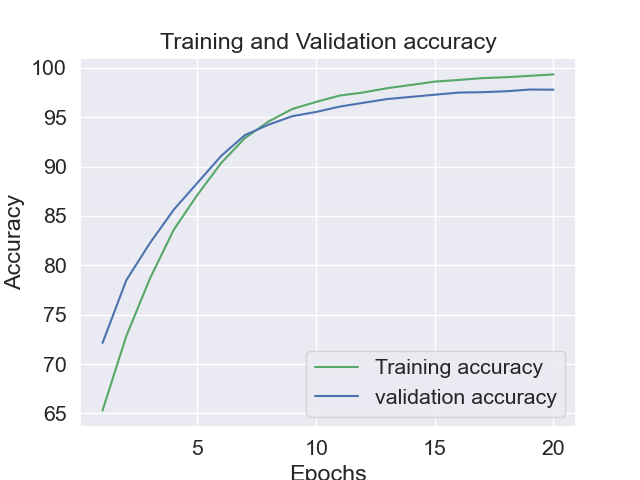 Training and Validation accuracy
100
95
90
85
80
75
70
65
Accuracy
Training accuracy
validation accuracy
5 10 15 20
Epochs